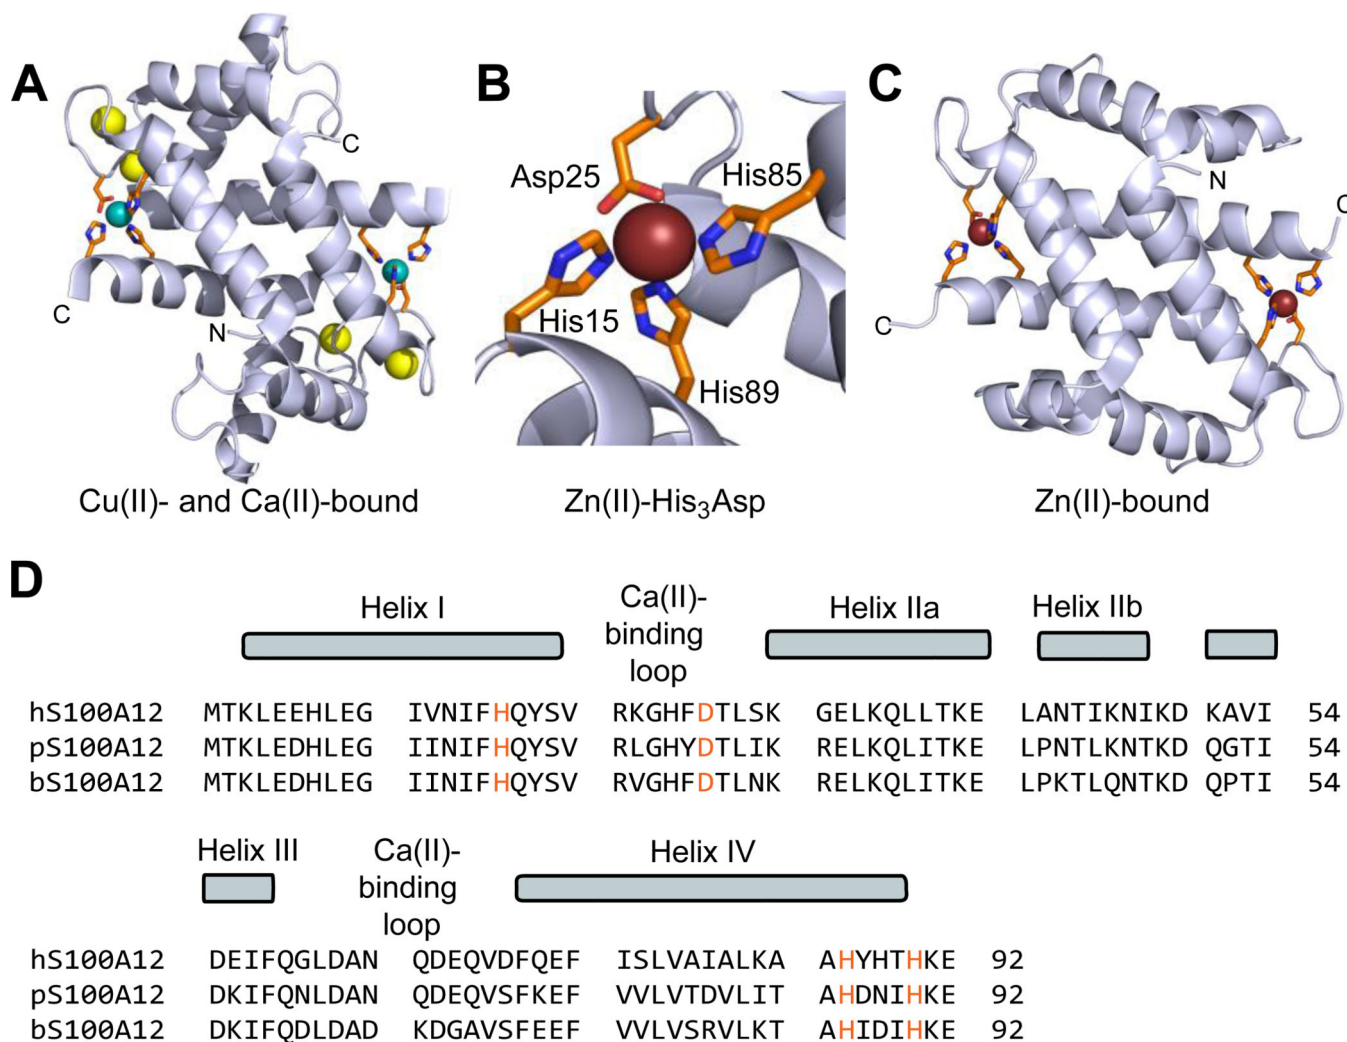 A
B
C
C
C
N
Asp25
His85
His15
His89
N
C
C
Cu(II)- and Ca(II)-bound
Zn(II)-His₃Asp
Zn(II)-bound
D
Helix I
Ca(II)-
binding
loop
Helix IIa
Helix IIb
hS100A12 MTKLEEHLEG IVNIFHQYSV RKGHFDTLSK GELKQLLTKE LANTIKNIKD KAVI 54
pS100A12 MTKLEDHLEG IINIFHQYSV RLGHYDTLIK RELKQLITKE LPNTLKNTKD QGTI 54
bS100A12 MTKLEDHLEG IINIFHQYSV RVGHFDTLNK RELKQLITKE LPKTLQNTKD QPTI 54
Helix III
Ca(II)-
binding
loop
Helix IV
hS100A12 DEIFQGLDAN QDEQVDFQEF ISLVAIALKA AHYHTHKE 92
pS100A12 DKIFQNLDAN QDEQVSFKEF VVLVTDVLIT AHDNIHKE 92
bS100A12 DKIFQDLDAD KDGAVSFEEF VVLVSRVLKT AHIDIHKE 92